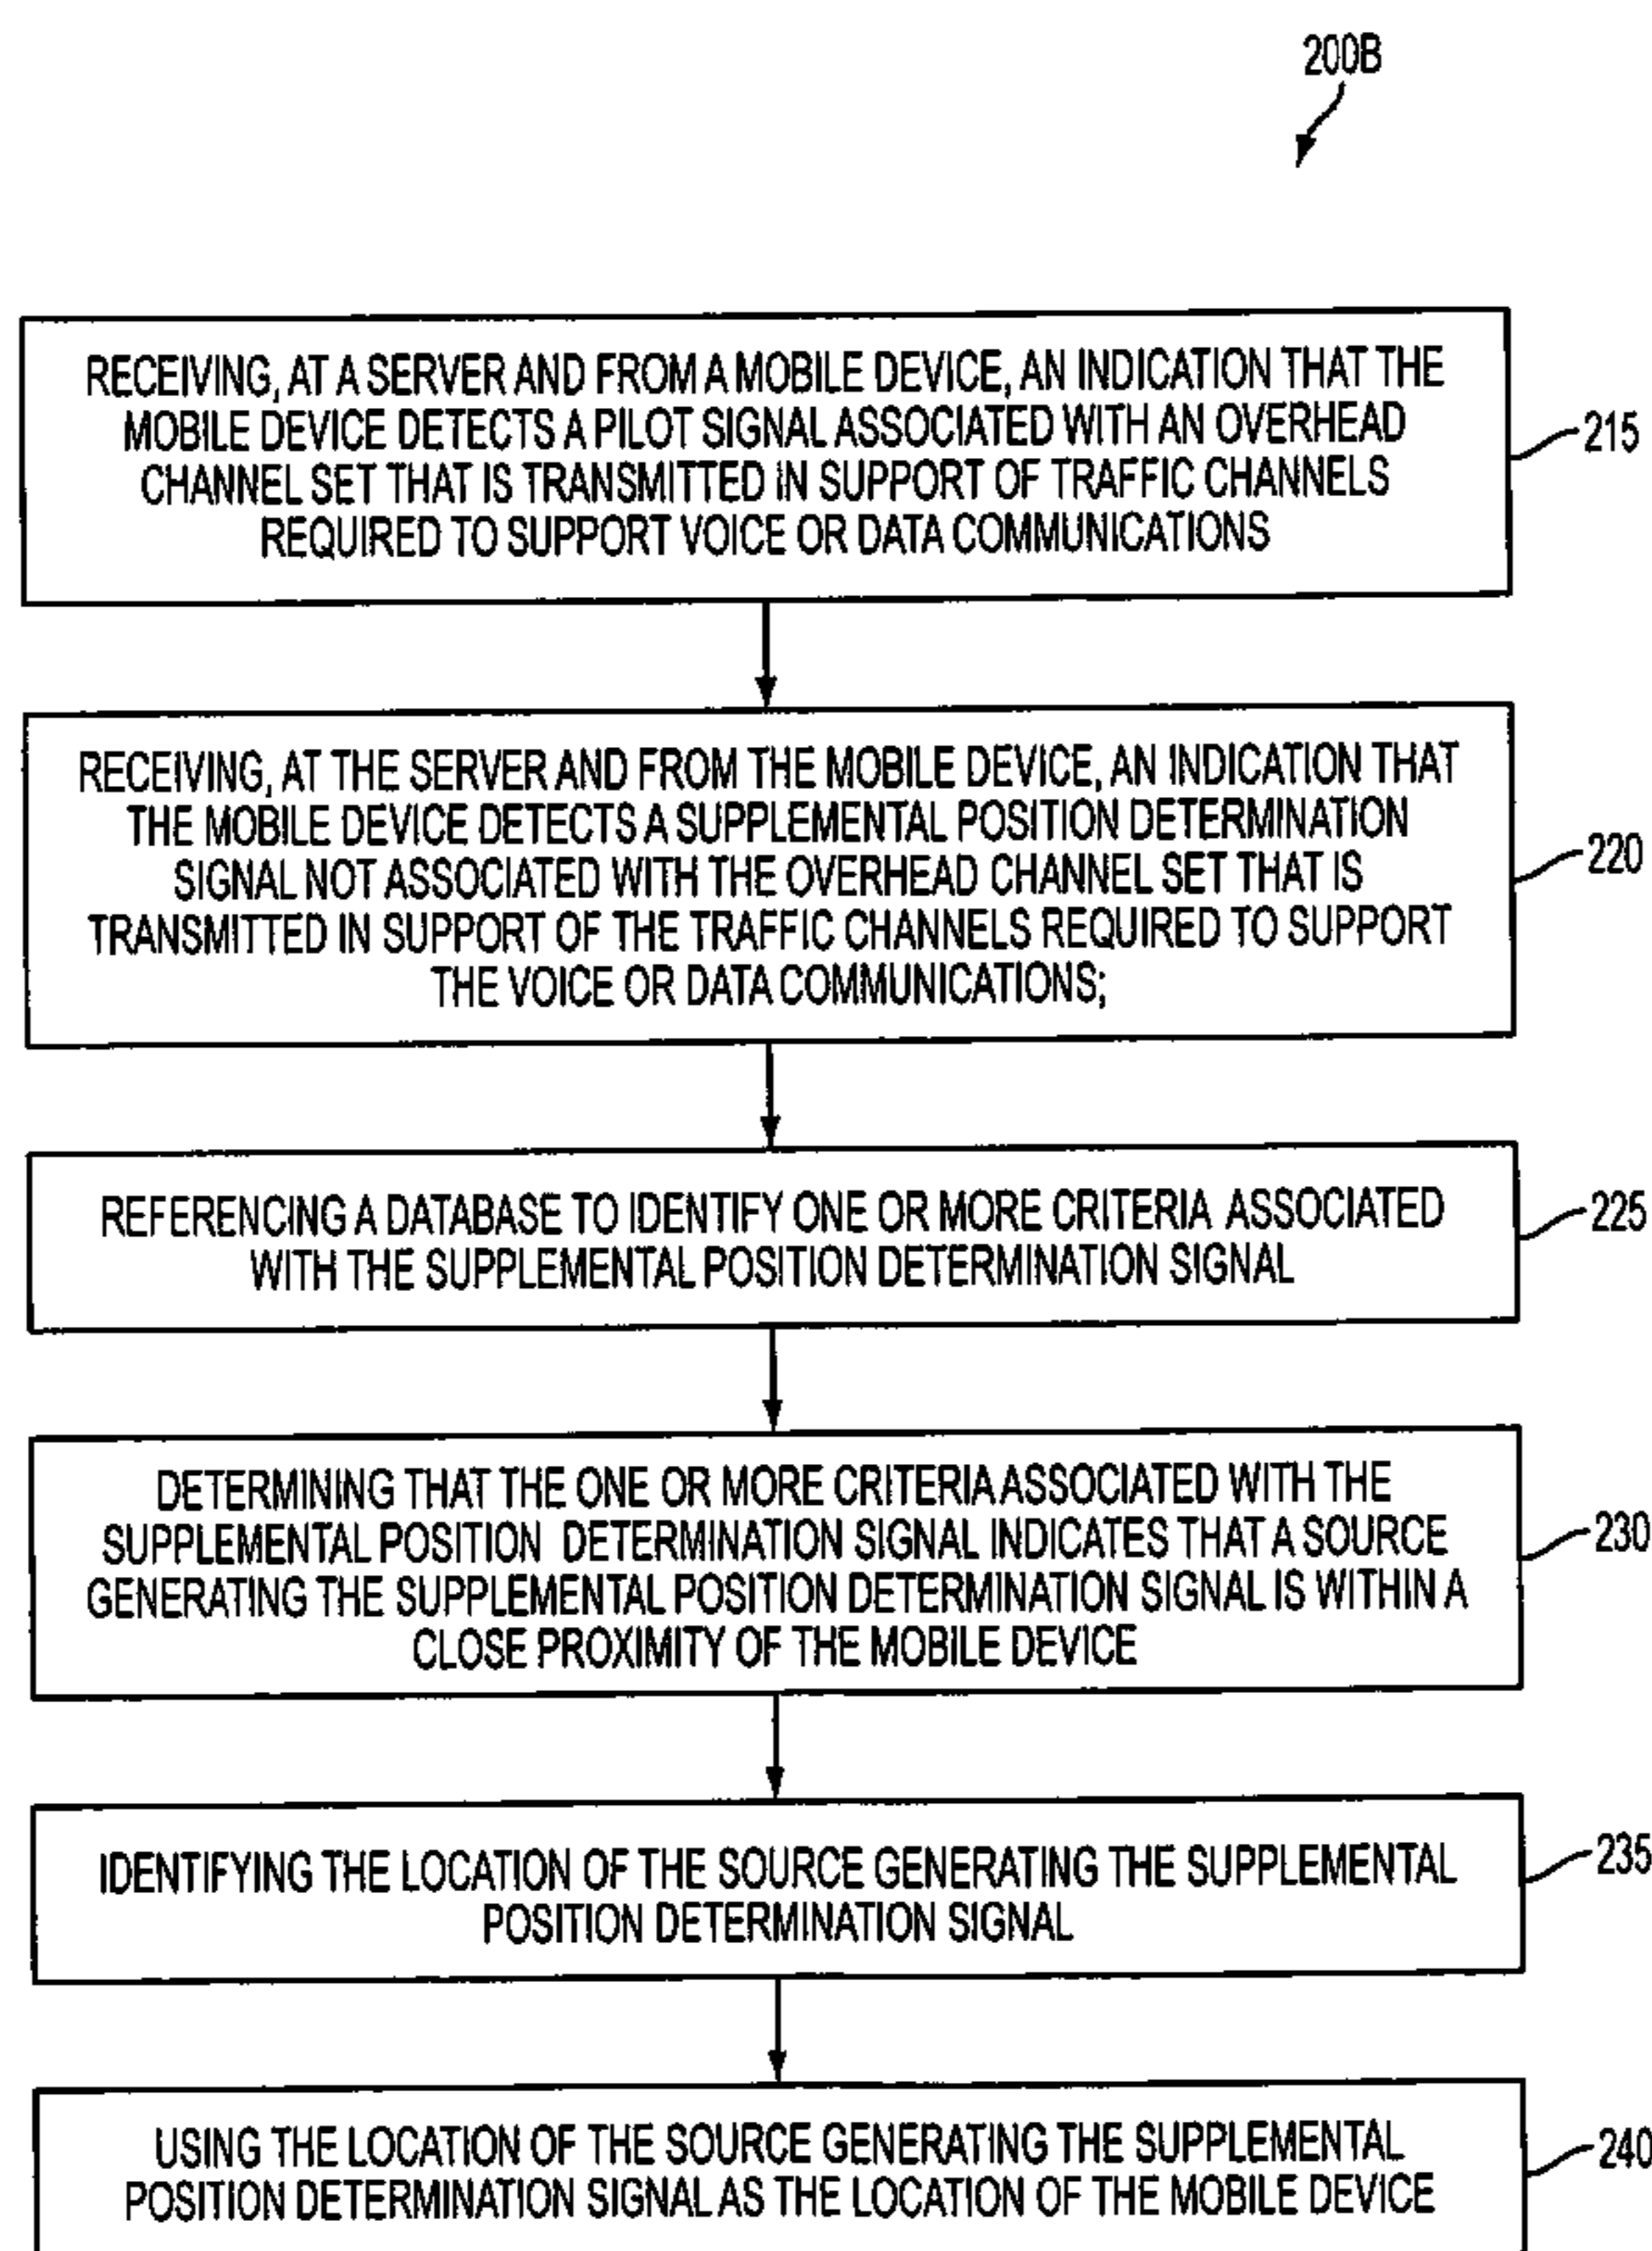 200B
RECEIVING, AT A SERVER AND FROM A MOBILE DEVICE, AN INDICATION THAT THE
MOBILE DEVICE DETECTS A PILOT SIGNAL ASSOCIATED WITH AN OVERHEAD
CHANNEL SET THAT IS TRANSMITTED IN SUPPORT OF TRAFFIC CHANNELS
REQUIRED TO SUPPORT VOICE OR DATA COMMUNICATIONS
215
RECEIVING, AT THE SERVER AND FROM THE MOBILE DEVICE, AN INDICATION THAT
THE MOBILE DEVICE DETECTS A SUPPLEMENTAL POSITION DETERMINATION
SIGNAL NOT ASSOCIATED WITH THE OVERHEAD CHANNEL SET THAT IS
TRANSMITTED IN SUPPORT OF THE TRAFFIC CHANNELS REQUIRED TO SUPPORT
THE VOICE OR DATA COMMUNICATIONS;
220
REFERENCING A DATABASE TO IDENTIFY ONE OR MORE CRITERIA ASSOCIATED
WITH THE SUPPLEMENTAL POSITION DETERMINATION SIGNAL
225
DETERMINING THAT THE ONE OR MORE CRITERIA ASSOCIATED WITH THE
SUPPLEMENTAL POSITION DETERMINATION SIGNAL INDICATES THAT A SOURCE
GENERATING THE SUPPLEMENTAL POSITION DETERMINATION SIGNAL IS WITHIN A
CLOSE PROXIMITY OF THE MOBILE DEVICE
230
IDENTIFYING THE LOCATION OF THE SOURCE GENERATING THE SUPPLEMENTAL
POSITION DETERMINATION SIGNAL
235
USING THE LOCATION OF THE SOURCE GENERATING THE SUPPLEMENTAL
POSITION DETERMINATION SIGNAL AS THE LOCATION OF THE MOBILE DEVICE
240